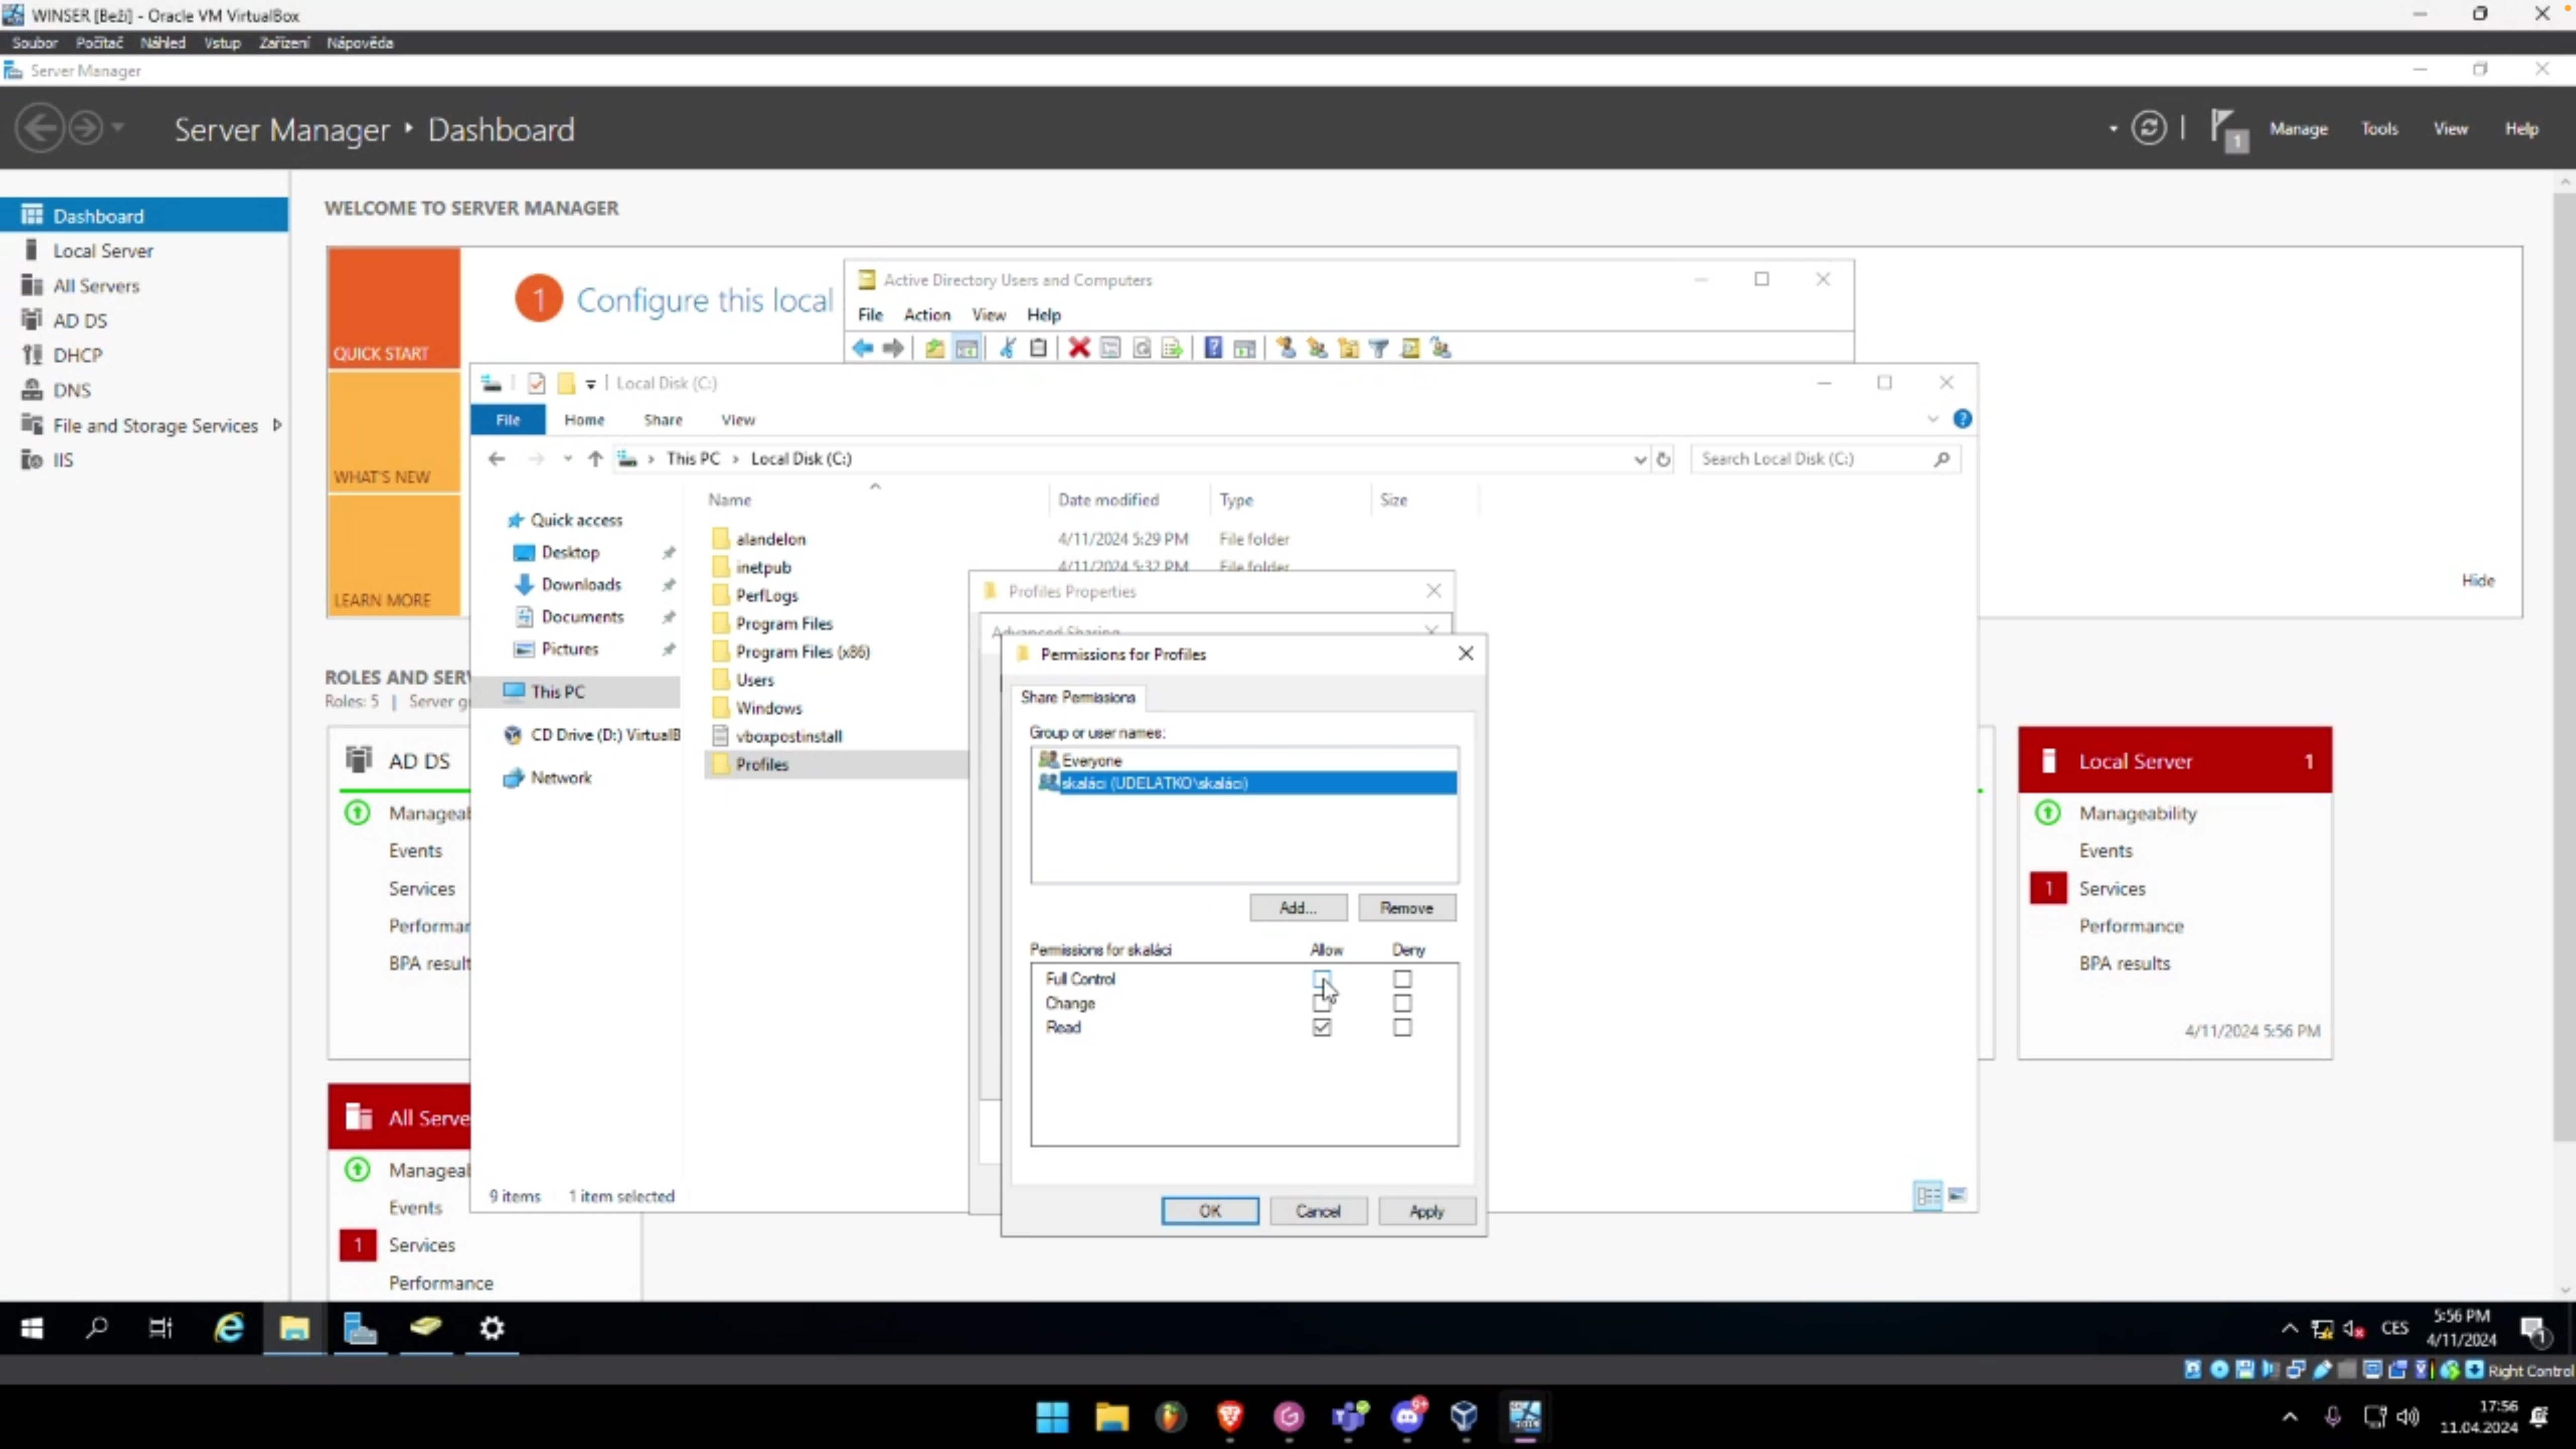 WINSER [Beží] - Oracle VM VirtualBox
Soubor Počítač Náhled Vstup Zařízení Nápověda
Server Manager
Server Manager ‣ Dashboard
1
Manage Tools View Help
Dashboard
Local Server
All Servers
AD DS
DHCP
DNS
File and Storage Services
IIS
WELCOME TO SERVER MANAGER
QUICK START
WHAT'S NEW
LEARN MORE
1 Configure this local
Hide
Active Directory Users and Computers
File Action View Help
Local Disk (C:)
File Home Share View
This PC › Local Disk (C:)
Search Local Disk (C:)
Quick access
Desktop
Downloads
Documents
Pictures
This PC
CD Drive (D:) VirtualB
Network
Name Date modified Type Size
alandelon 4/11/2024 5:29 PM File folder
inetpub 4/11/2024 5:32 PM File folder
PerfLogs
Program Files
Program Files (x86)
Users
Windows
vboxpostinstall
Profiles
9 items 1 item selected
Profiles Properties
Advanced Sharing
Permissions for Profiles
Share Permissions
Group or user names:
Everyone
skaláci (UDELATKO\skaláci)
Add... Remove
Permissions for skaláci Allow Deny
Full Control
Change
Read
OK Cancel Apply
ROLES AND SERV
Roles: 5 | Server g
AD DS
Manageab
Events
Services
Performar
BPA result
Local Server 1
Manageability
Events
1 Services
Performance
BPA results
4/11/2024 5:56 PM
All Serve
Manageab
Events
1 Services
Performance
CES
5:56 PM
4/11/2024
1
Right Control
9+
17:56
11.04.2024